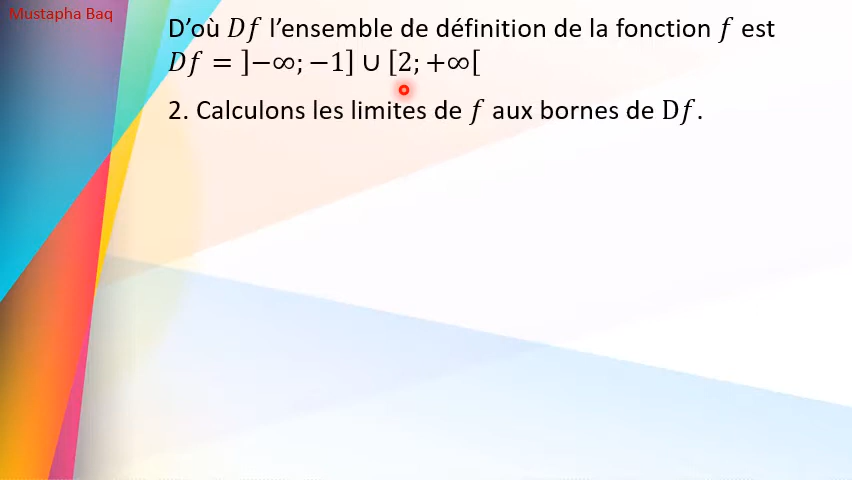 Mustapha Baq
D’où 𝐷𝑓 l’ensemble de définition de la fonction 𝑓 est
𝐷𝑓 = ]−∞; −1] ∪ [2; +∞[
2. Calculons les limites de 𝑓 aux bornes de D𝑓.